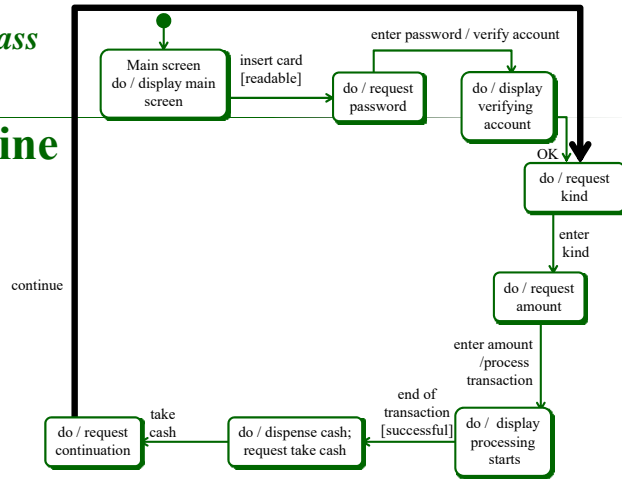 ass
ine
Main screen
do / display main
screen
insert card
[readable]
do / request
password
enter password / verify account
do / display
verifying
account
OK
do / request
kind
enter
kind
do / request
amount
enter amount
/process
transaction
do /  display
processing
starts
end of
transaction
[successful]
do / dispense cash;
request take cash
take
cash
do / request
continuation
continue